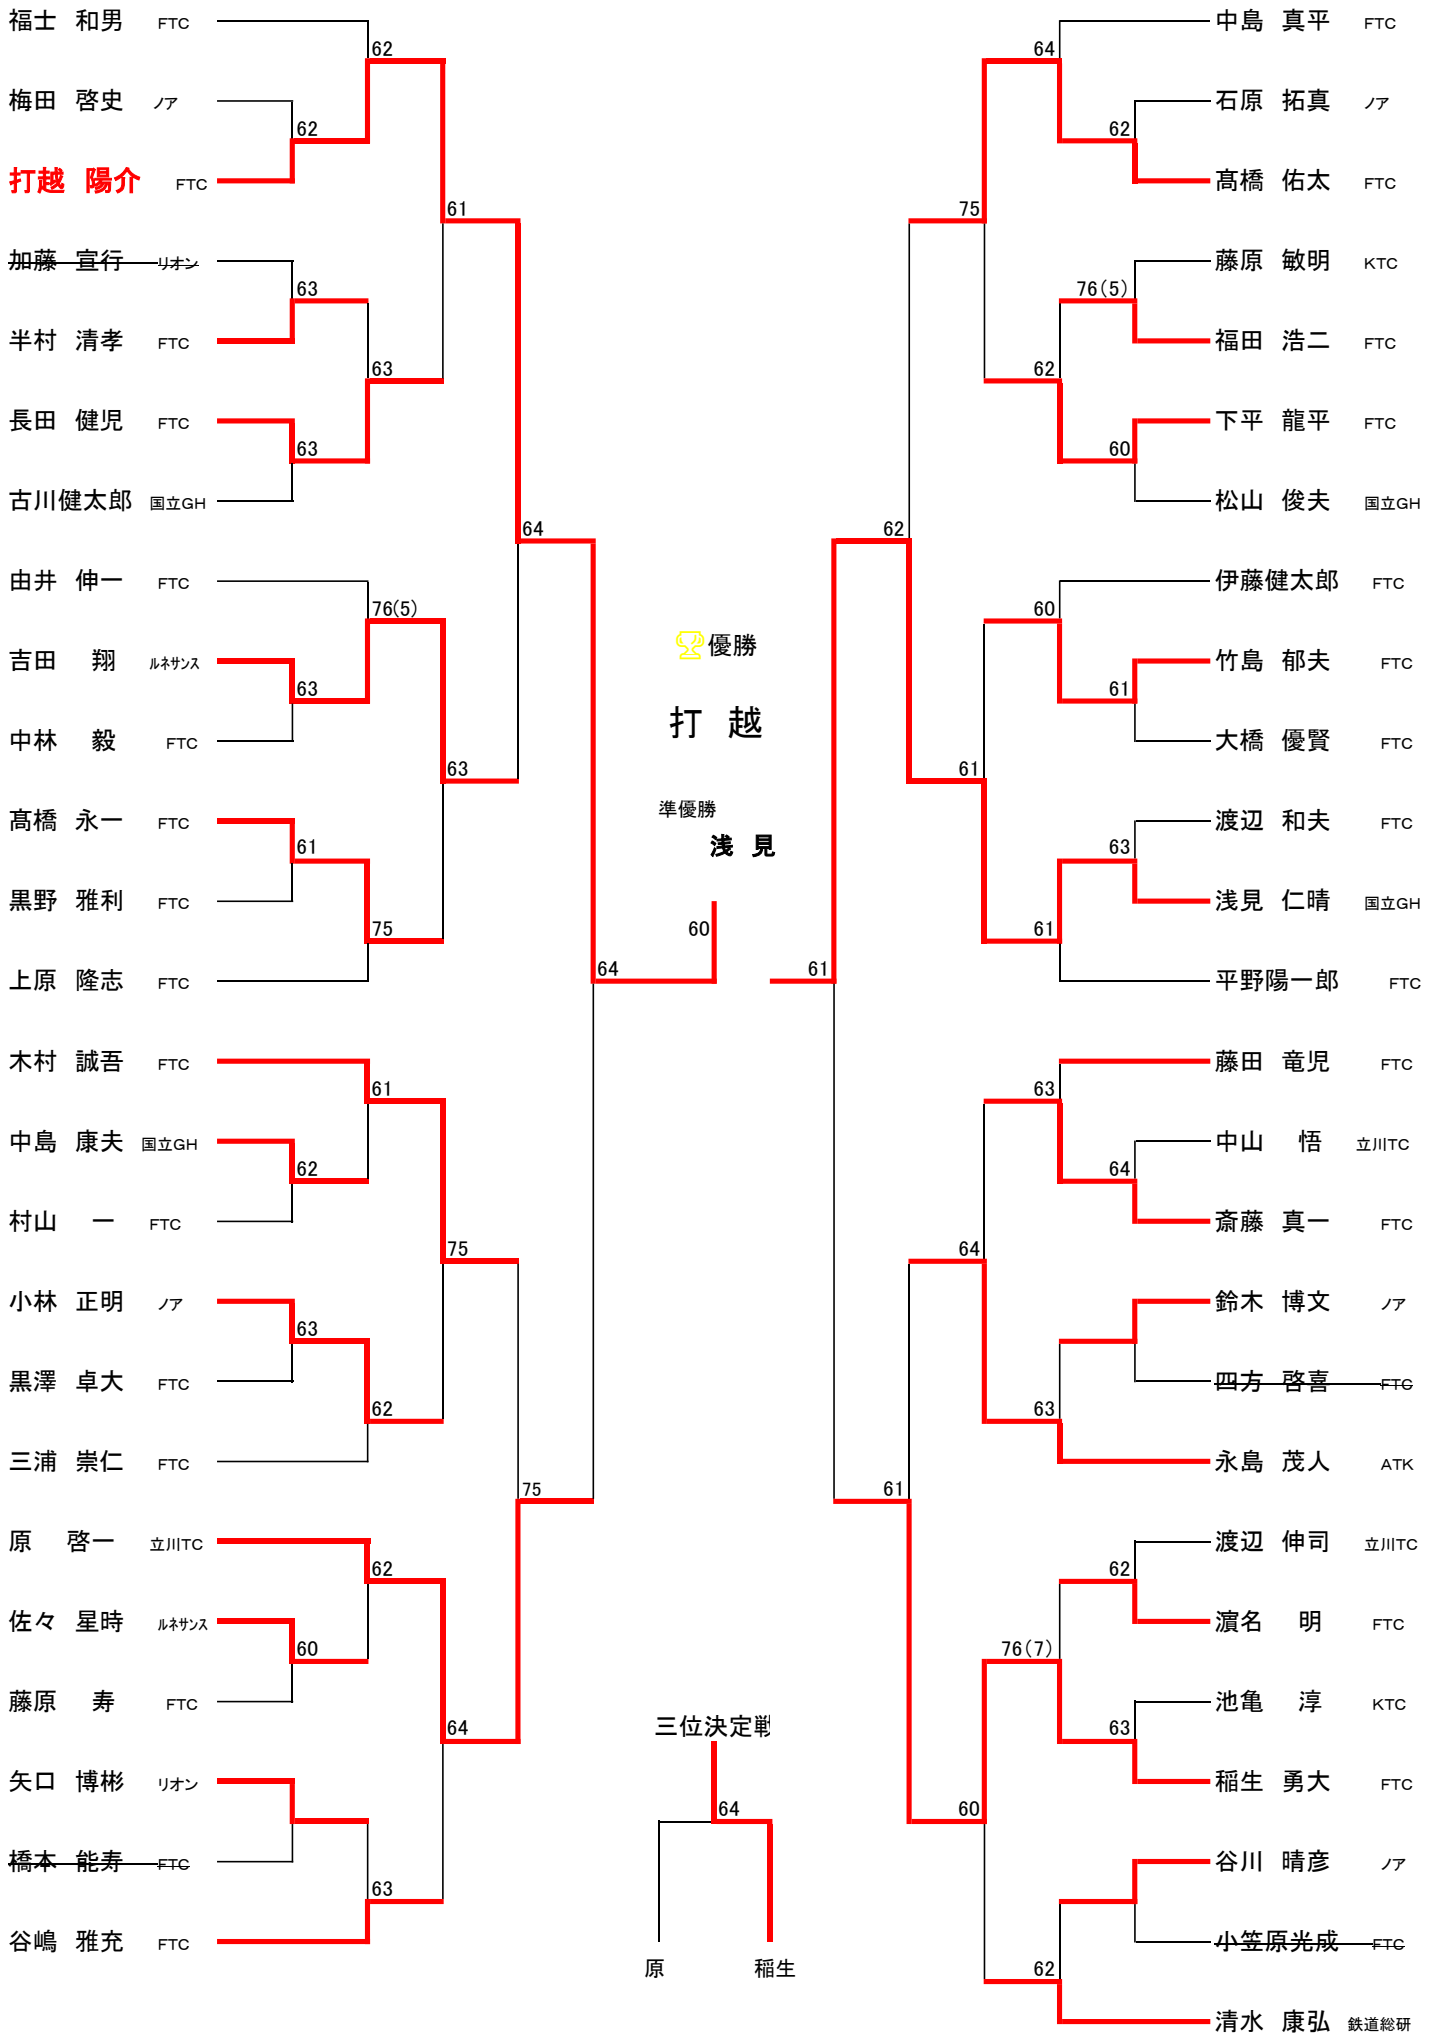 福士 和男 FTC
62
梅田 啓史 ノア
62
打越 陽介 FTC
61
加藤 宣行 リオン
63
半村 清孝 FTC
63
長田 健児 FTC
63
古川健太郎 国立GH
64
由井 伸一 FTC
76(5)
吉田 翔 ルネサンス
63
中林 毅 FTC
63
髙橋 永一 FTC
61
黒野 雅利 FTC
75
上原 隆志 FTC
64
木村 誠吾 FTC
61
中島 康夫 国立GH
62
村山 一 FTC
75
小林 正明 ノア
63
黒澤 卓大 FTC
62
三浦 崇仁 FTC
75
原 啓一 立川TC
62
佐々 星時 ルネサンス
60
藤原 寿 FTC
64
矢口 博彬 リオン
橋本 能寿 FTC
63
谷嶋 雅充 FTC
優勝
打 越
準優勝
浅 見
60
61
三位決定戦
64
原 稲生
中島 真平 FTC
64
石原 拓真 ノア
62
髙橋 佑太 FTC
75
藤原 敏明 KTC
76(5)
福田 浩二 FTC
62
下平 龍平 FTC
60
松山 俊夫 国立GH
62
伊藤健太郎 FTC
60
竹島 郁夫 FTC
61
大橋 優賢 FTC
61
渡辺 和夫 FTC
63
浅見 仁晴 国立GH
61
平野陽一郎 FTC
藤田 竜児 FTC
63
中山 悟 立川TC
64
斎藤 真一 FTC
64
鈴木 博文 ノア
四方 啓喜 FTC
63
永島 茂人 ATK
61
渡辺 伸司 立川TC
62
濵名 明 FTC
76(7)
池亀 淳 KTC
63
稲生 勇大 FTC
60
谷川 晴彦 ノア
小笠原光成 FTC
62
清水 康弘 鉄道総研